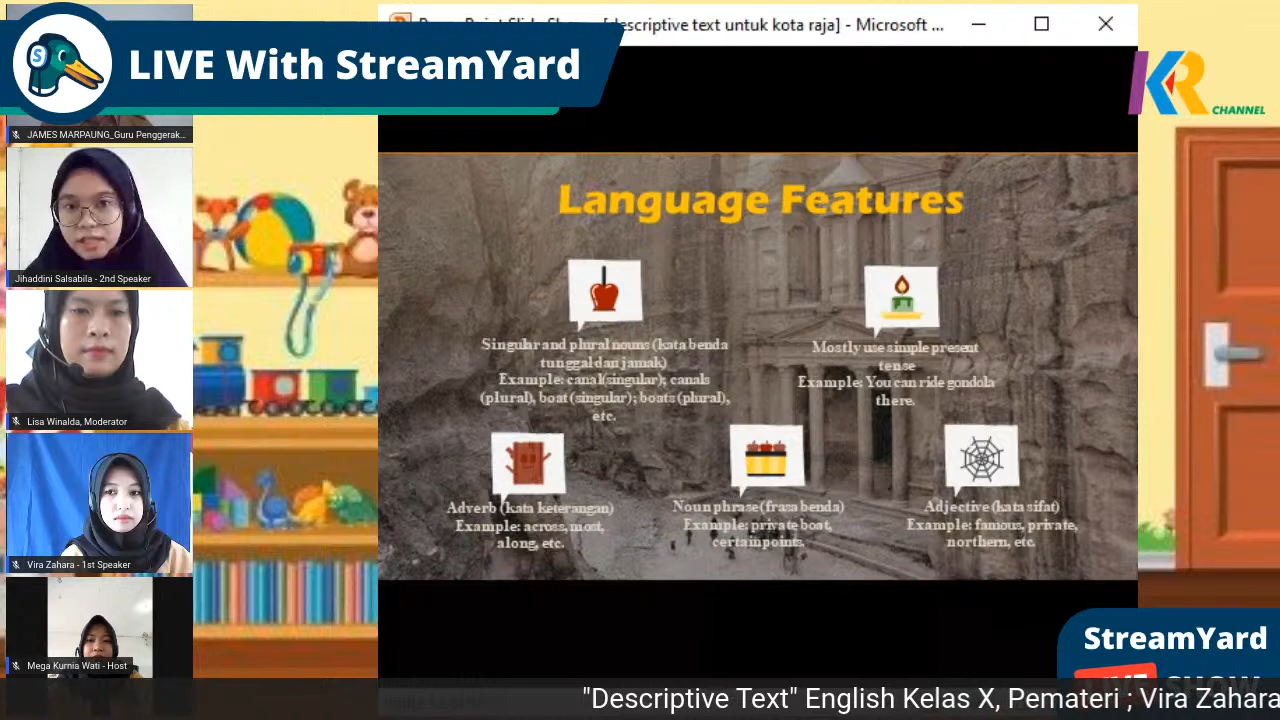 LIVE With StreamYard
descriptive text untuk kota raja] - Microsoft ...
KR
CHANNEL
JAMES MARPAUNG_Guru Penggerak...
Jihaddini Salsabila - 2nd Speaker
Lisa Winalda, Moderator
Vira Zahara - 1st Speaker
Mega Kurnia Wati - Host
Language Features
Singular and plural nouns (kata benda
tunggal dan jamak)
Example: canal(singular); canals
(plural), boat (singular); boats (plural),
etc.
Mostly use simple present
tense
Example: You can ride gondola
there.
Adverb (kata keterangan)
Example: across, most,
along, etc.
Noun phrase(frasa benda)
Example: private boat,
certain points.
Adjective (kata sifat)
Example: famous, private,
northern, etc.
StreamYard
"Descriptive Text" English Kelas X, Pemateri ; Vira Zahara